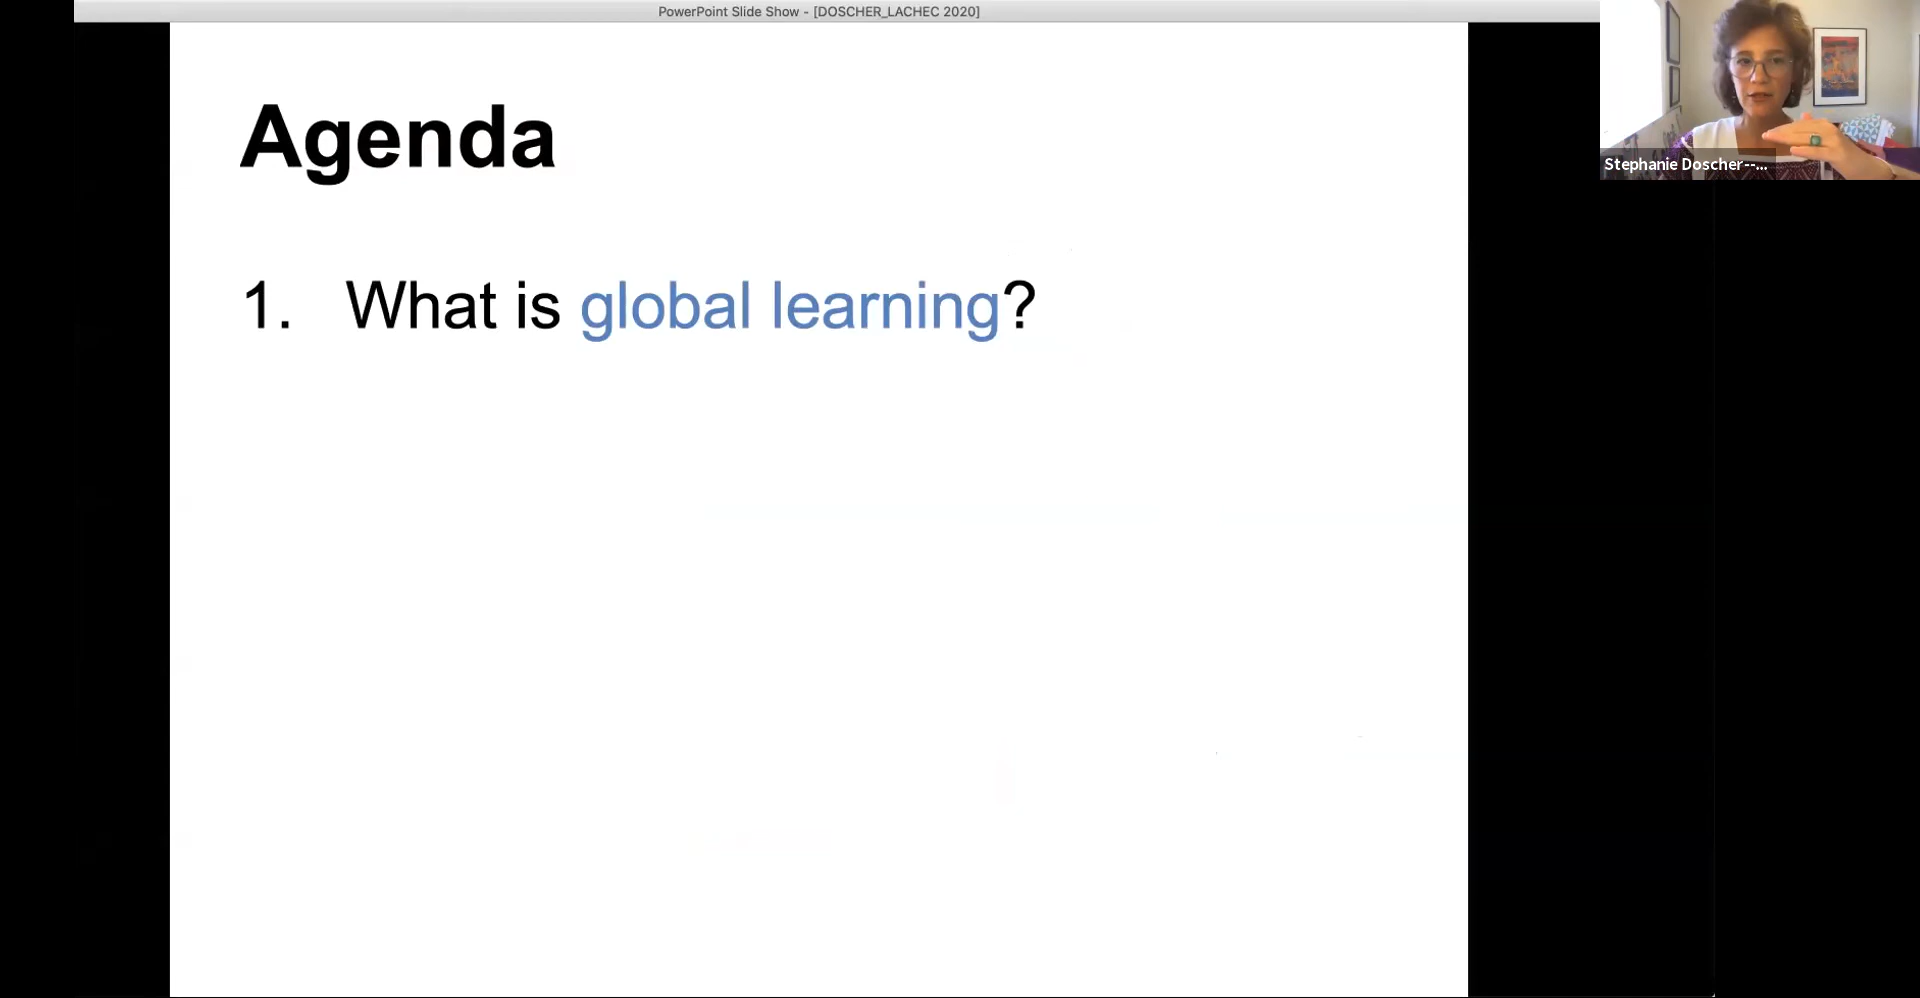 PowerPoint Slide Show - [DOSCHER_LACHEC 2020]
Stephanie Doscher--...
Agenda
1. What is global learning?